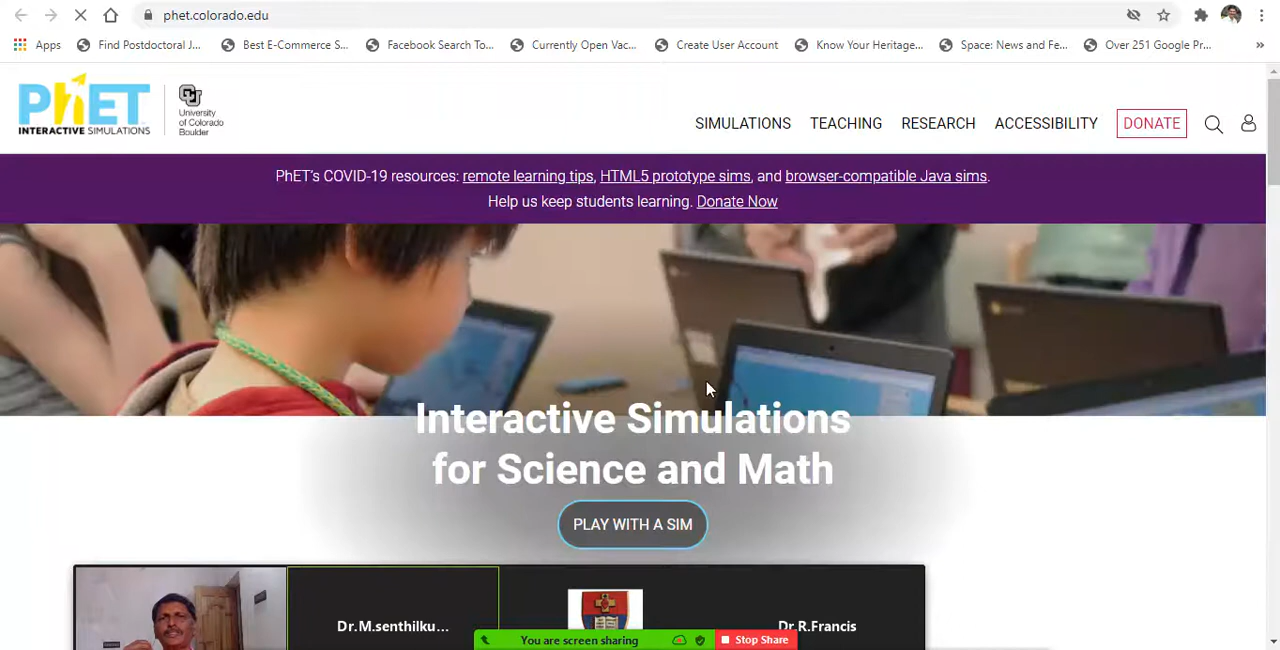 phet.colorado.edu
Apps Find Postdoctoral J... Best E-Commerce S... Facebook Search To... Currently Open Vac... Create User Account Know Your Heritage... Space: News and Fe... Over 251 Google Pr... »
PhET
INTERACTIVE SIMULATIONS
CU
University
of Colorado
Boulder
SIMULATIONS TEACHING RESEARCH ACCESSIBILITY DONATE
PhET's COVID-19 resources: remote learning tips, HTML5 prototype sims, and browser-compatible Java sims.
Help us keep students learning. Donate Now
Interactive Simulations
for Science and Math
PLAY WITH A SIM
Dr.M.senthilku... Dr.R.Francis
You are screen sharing Stop Share